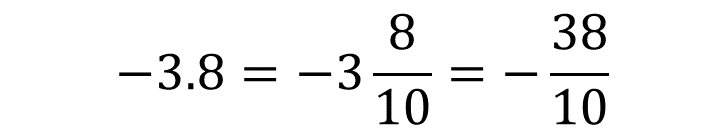 −3.8 = −3 8/10 = − 38/10